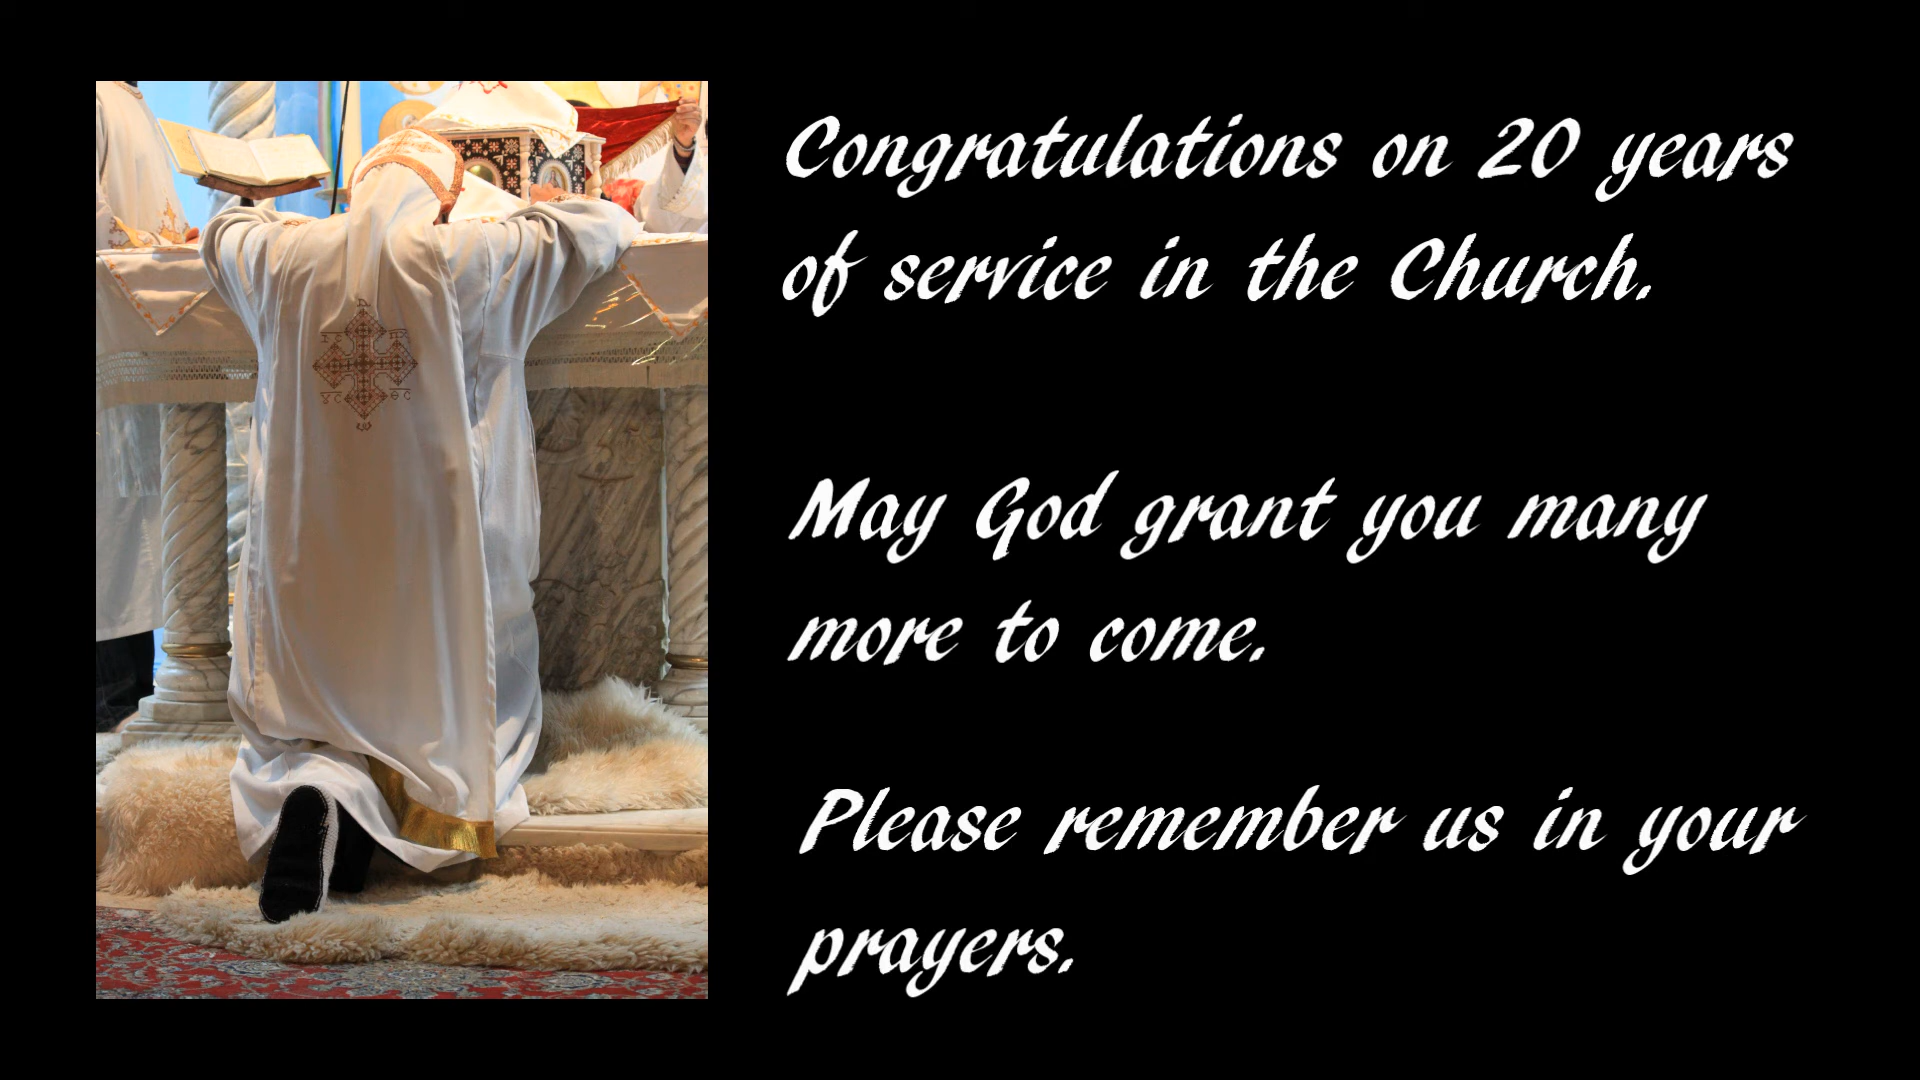 Congratulations on 20 years
of service in the Church.
May God grant you many
more to come.
Please remember us in your
prayers.